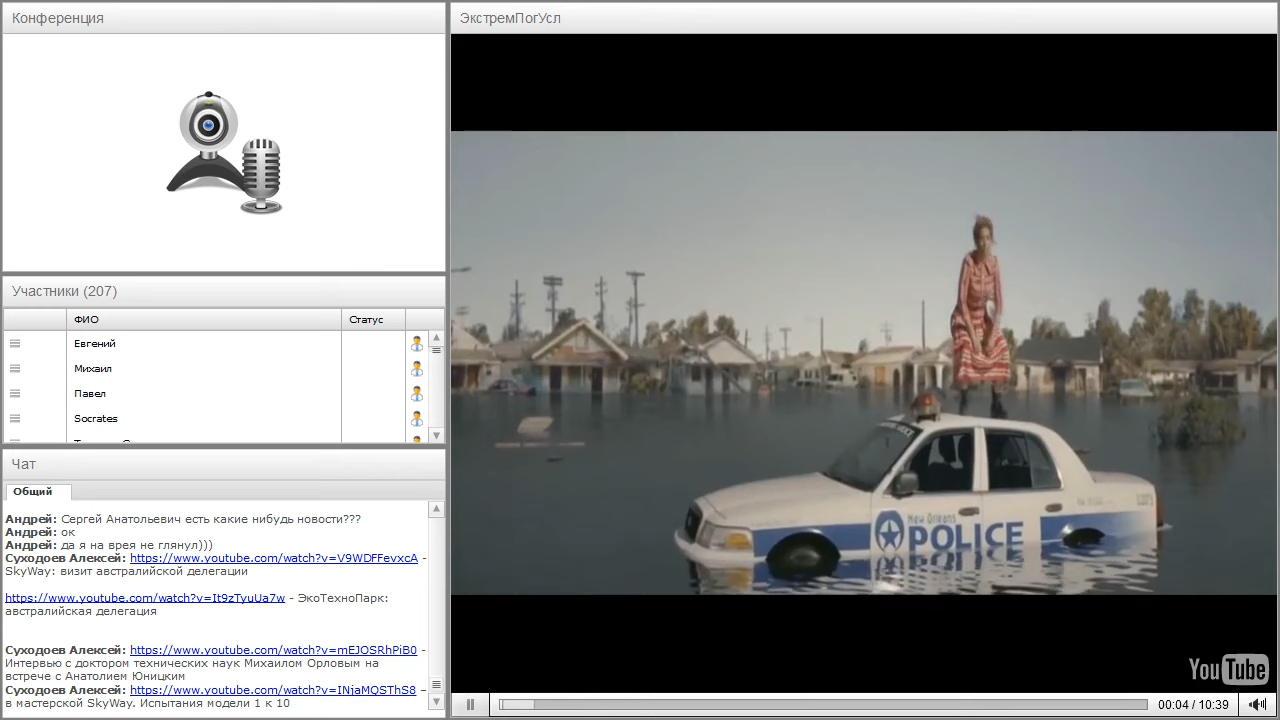 Конференция
ЭкстремПогУсл
Участники (207)
ФИО
Статус
Евгений
Михаил
Павел
Socrates
Чат
Общий
Андрей: Сергей Анатольевич есть какие нибудь новости???
Андрей: ок
Андрей: да я на врея не глянул)))
Суходоев Алексей: https://www.youtube.com/watch?v=V9WDFFevxcA -
SkyWay: визит австралийской делегации
https://www.youtube.com/watch?v=It9zTyuUa7w - ЭкоТехноПарк:
австралийская делегация
Суходоев Алексей: https://www.youtube.com/watch?v=mEJOSRhPiB0 -
Интервью с доктором технических наук Михаилом Орловым на
встрече с Анатолием Юницким
Суходоев Алексей: https://www.youtube.com/watch?v=INjaMQSThS8 –
в мастерской SkyWay. Испытания модели 1 к 10
New Orleans
POLICE
YouTube
00:04 / 10:39